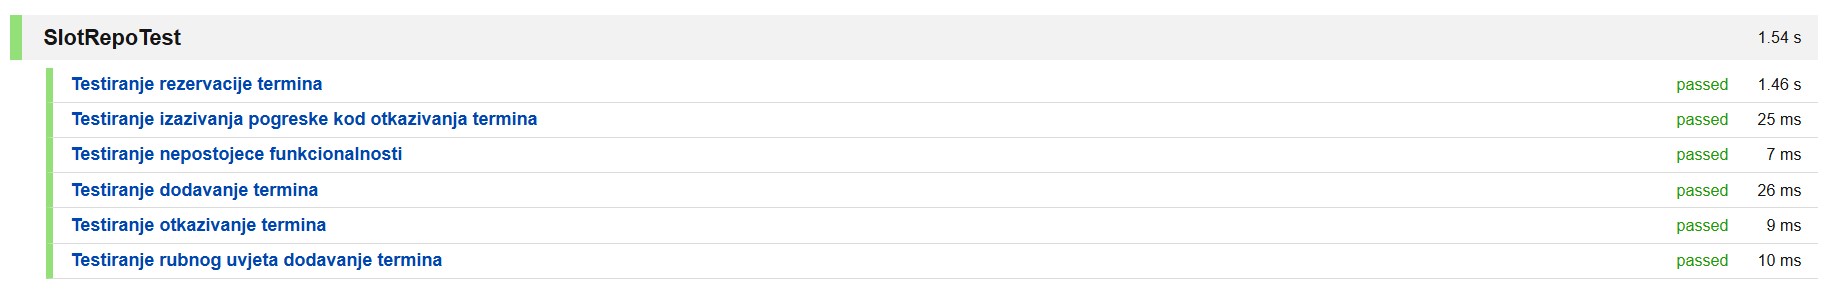 SlotRepoTest 1.54 s
Testiranje rezervacije termina passed 1.46 s
Testiranje izazivanja pogreske kod otkazivanja termina passed 25 ms
Testiranje nepostojece funkcionalnosti passed 7 ms
Testiranje dodavanje termina passed 26 ms
Testiranje otkazivanje termina passed 9 ms
Testiranje rubnog uvjeta dodavanje termina passed 10 ms